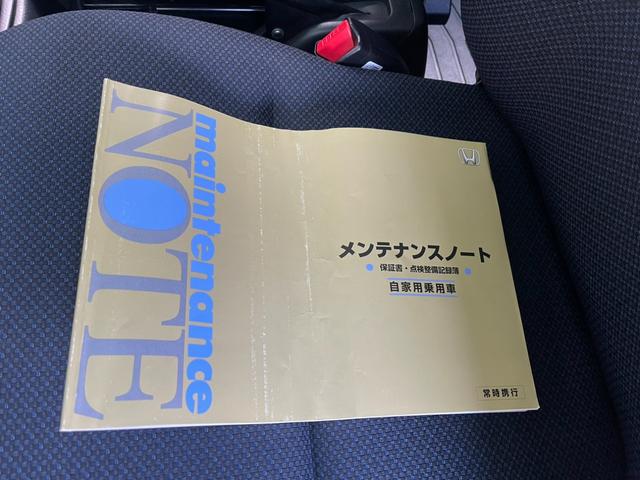 maintenance
NOTE
メンテナンスノート
保証書・点検整備記録簿
自家用乗用車
常時携行